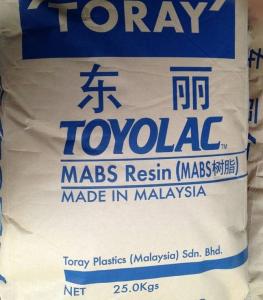 TORAY
东丽
TOYOLAC™
MABS Resin (MABS树脂)
MADE IN MALAYSIA
Toray Plastics (Malaysia) Sdn. Bhd.
NET 25.0Kgs